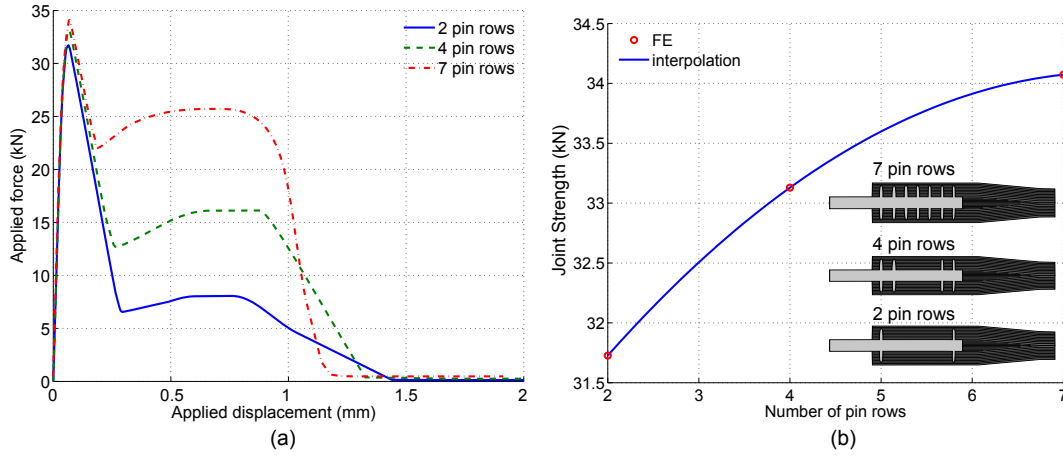 35
30
25
20
15
10
5
0
Applied force (kN)
2 pin rows
4 pin rows
7 pin rows
0
0.5
1
1.5
2
Applied displacement (mm)
(a)
34.5
34
33.5
33
32.5
32
31.5
Joint Strength (kN)
FE
interpolation
7 pin rows
4 pin rows
2 pin rows
2
3
4
5
6
7
Number of pin rows
(b)